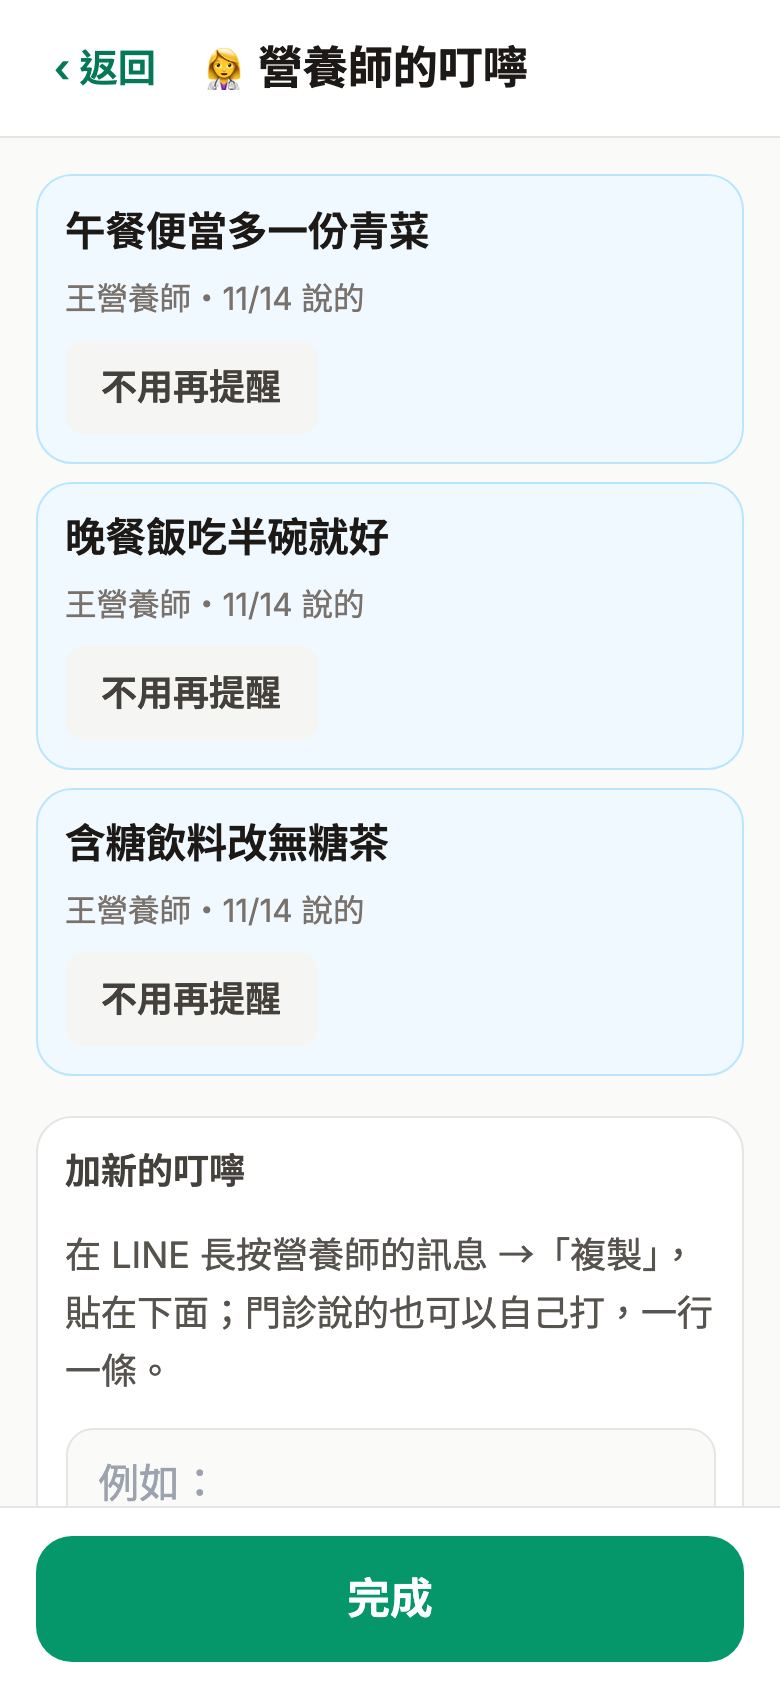 ‹ 返回 👩‍⚕️ 營養師的叮嚀
午餐便當多一份青菜
王營養師・11/14 說的
不用再提醒
晚餐飯吃半碗就好
王營養師・11/14 說的
不用再提醒
含糖飲料改無糖茶
王營養師・11/14 說的
不用再提醒
加新的叮嚀
在 LINE 長按營養師的訊息 →「複製」，
貼在下面；門診說的也可以自己打，一行
一條。
例如：
完成